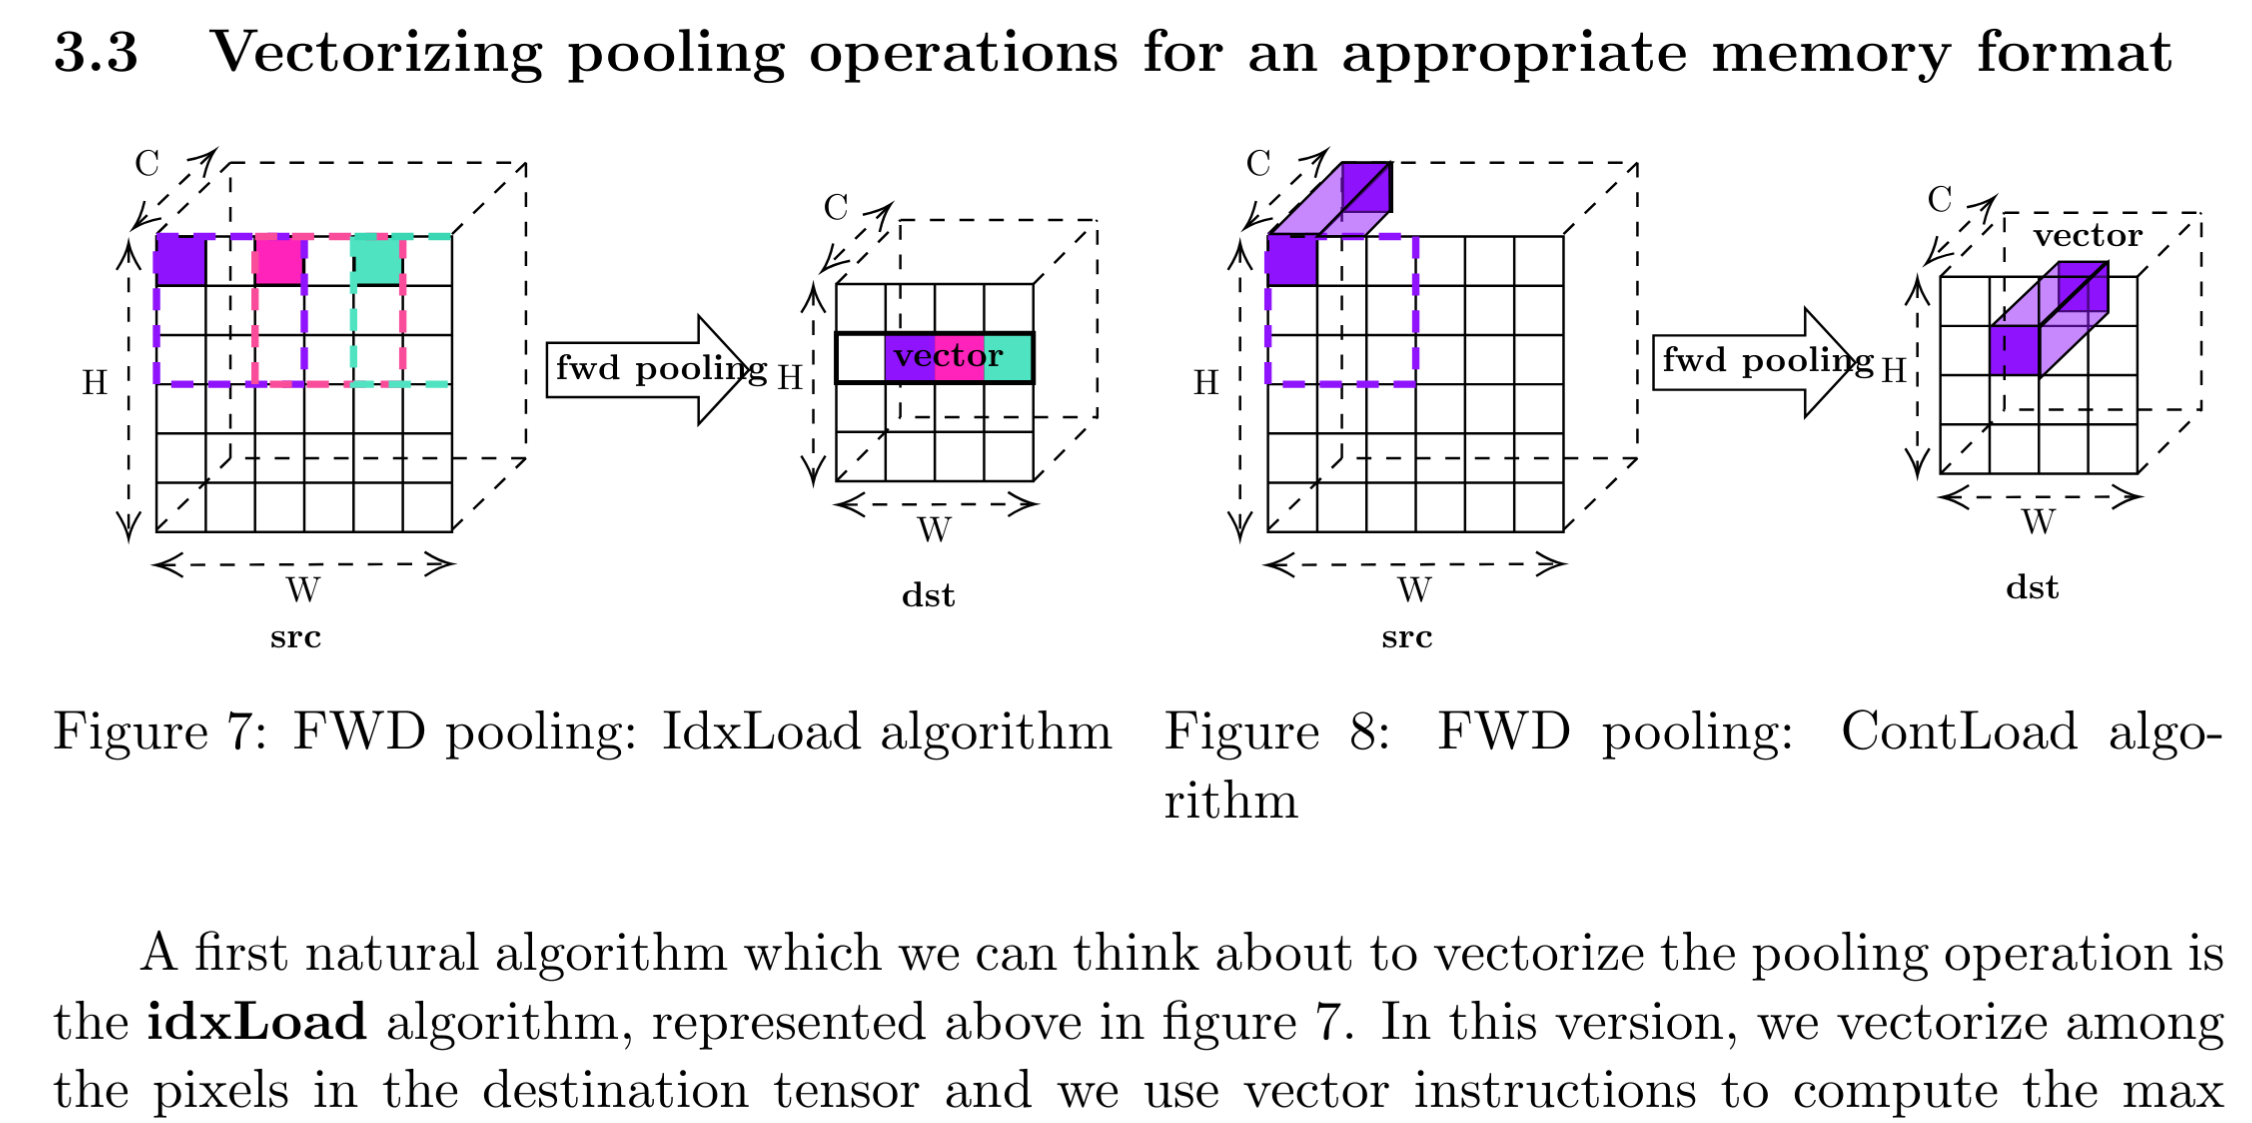 3.3 Vectorizing pooling operations for an appropriate memory format
C
H
W
src
fwd pooling
C
vector
H
W
dst
C
H
W
src
fwd pooling
C
vector
H
W
dst
Figure 7: FWD pooling: IdxLoad algorithm
Figure 8: FWD pooling: ContLoad algo-
rithm
A first natural algorithm which we can think about to vectorize the pooling operation is
the idxLoad algorithm, represented above in figure 7. In this version, we vectorize among
the pixels in the destination tensor and we use vector instructions to compute the max